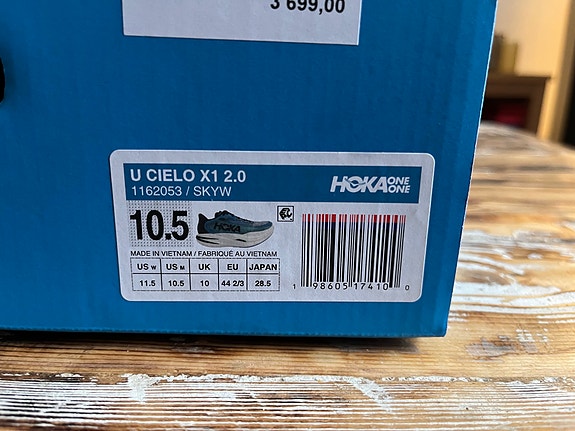 3 699,00
U CIELO X1 2.0
1162053 / SKYW
HOKA ONE ONE
10.5
HOKA
MADE IN VIETNAM / FABRIQUÉ AU VIETNAM
US W US M UK EU JAPAN
11.5 10.5 10 44 2/3 28.5
1 98605 17410 0